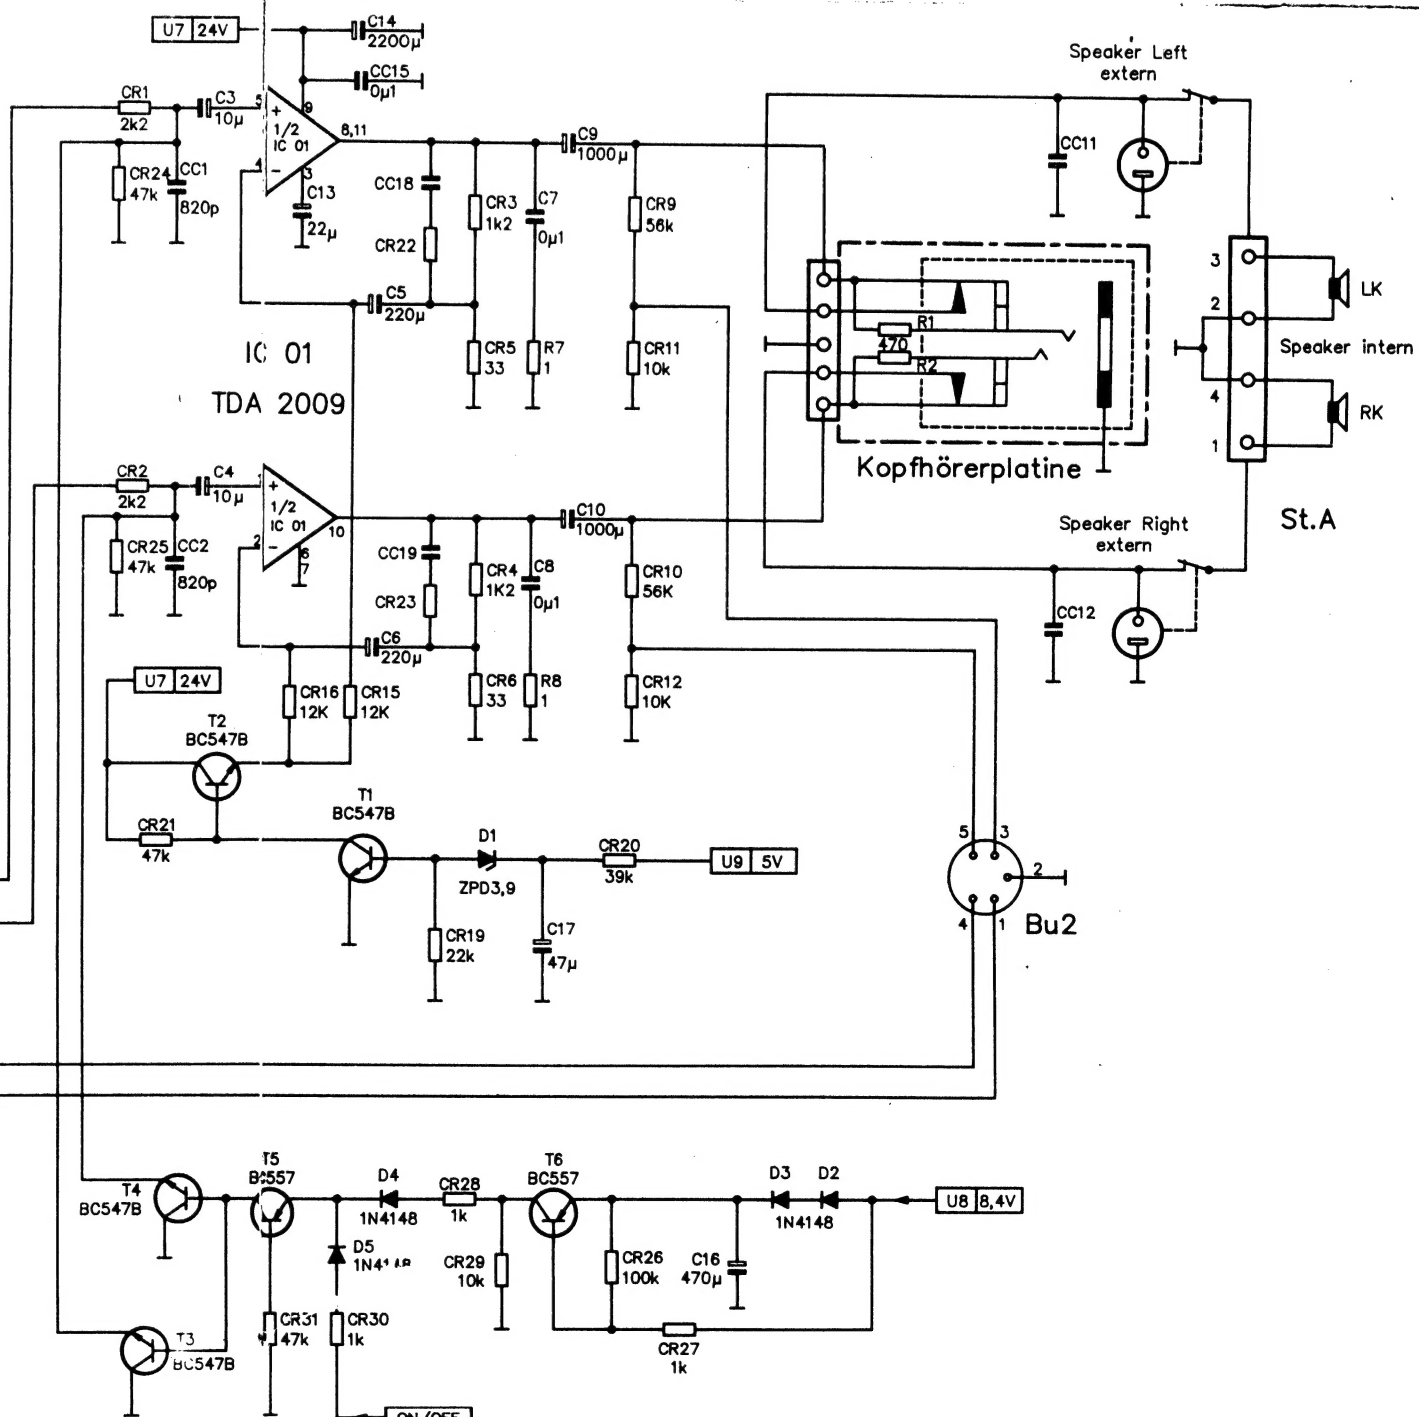 U7 24V
C14
2200µ
CC15
0µ1
CR1
2k2
C3
10µ
5
+
9
1/2
IC 01
8,11
4
−
3
C13
22µ
CR24
47k
CC1
820p
CC18
CR22
CR3
1k2
C7
0µ1
C9
1000µ
CR9
56k
C5
220µ
CR5
33
R7
1
CR11
10k
IC 01
TDA 2009
Speaker Left
extern
CC11
R1
470
R2
Kopfhörerplatine
3
2
4
1
LK
Speaker intern
RK
St.A
CR2
2k2
C4
10µ
+
1/2
IC 01
10
2
−
6
7
CR25
47k
CC2
820p
CC19
CR23
CR4
1K2
C8
0µ1
C10
1000µ
CR10
56K
C6
220µ
CR6
33
R8
1
CR12
10K
Speaker Right
extern
CC12
U7 24V
CR16
12K
CR15
12K
T2
BC547B
CR21
47k
T1
BC547B
D1
ZPD3,9
CR20
39k
U9 5V
CR19
22k
C17
47µ
5
3
2
4
1
Bu2
T4
BC547B
T5
BC557
D4
1N4148
CR28
1k
T6
BC557
D3
D2
1N4148
U8 8,4V
D5
CR29
10k
CR26
100k
C16
470µ
CR31
47k
CR30
1k
CR27
1k
T3
BC547B
ON/OFF